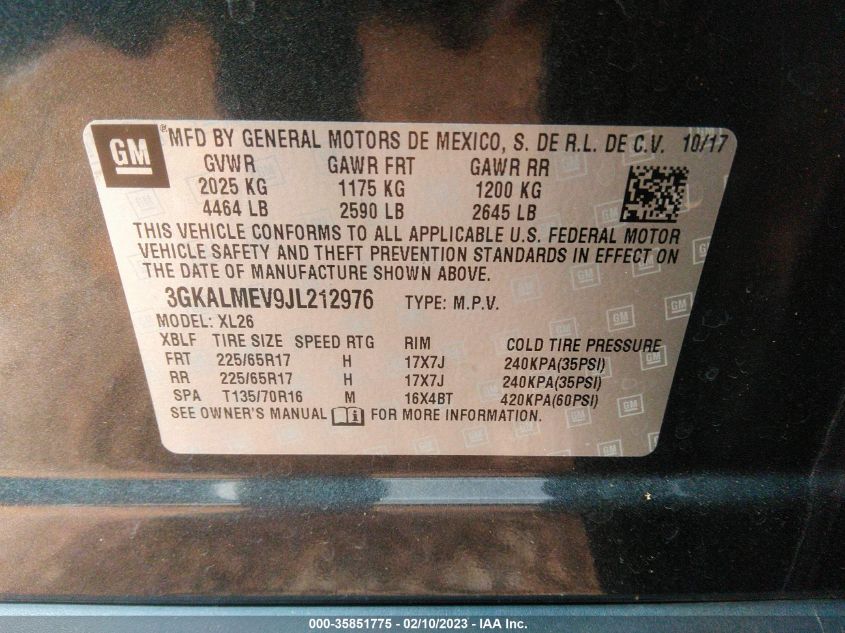 GM ® MFD BY GENERAL MOTORS DE MEXICO, S. DE R.L. DE C.V. 10/17
GVWR GAWR FRT GAWR RR
2025 KG 1175 KG 1200 KG
4464 LB 2590 LB 2645 LB
THIS VEHICLE CONFORMS TO ALL APPLICABLE U.S. FEDERAL MOTOR
VEHICLE SAFETY AND THEFT PREVENTION STANDARDS IN EFFECT ON
THE DATE OF MANUFACTURE SHOWN ABOVE.
3GKALMEV9JL212976 TYPE: M.P.V.
MODEL: XL26
XBLF TIRE SIZE SPEED RTG RIM COLD TIRE PRESSURE
FRT 225/65R17 H 17X7J 240KPA(35PSI)
RR 225/65R17 H 17X7J 240KPA(35PSI)
SPA T135/70R16 M 16X4BT 420KPA(60PSI)
SEE OWNER'S MANUAL i FOR MORE INFORMATION.
000-35851775 - 02/10/2023 - IAA Inc.